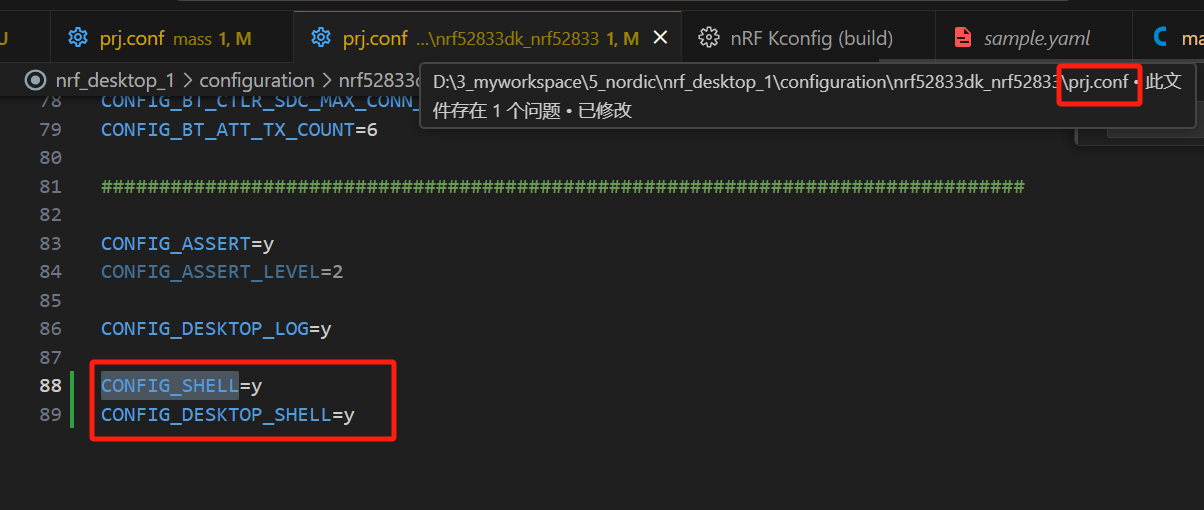 U
prj.conf mass 1, M
prj.conf ...\nrf52833dk_nrf52833 1, M
nRF Kconfig (build)
sample.yaml
ma
nrf_desktop_1 > configuration > nrf52833d
D:\3_myworkspace\5_nordic\nrf_desktop_1\configuration\nrf52833dk_nrf52833\prj.conf • 此文
件存在 1 个问题 • 已修改
78 CONFIG_BT_CTLR_SDC_MAX_CONN_
79 CONFIG_BT_ATT_TX_COUNT=6
80
81 ################################################################################
82
83 CONFIG_ASSERT=y
84 CONFIG_ASSERT_LEVEL=2
85
86 CONFIG_DESKTOP_LOG=y
87
88 CONFIG_SHELL=y
89 CONFIG_DESKTOP_SHELL=y